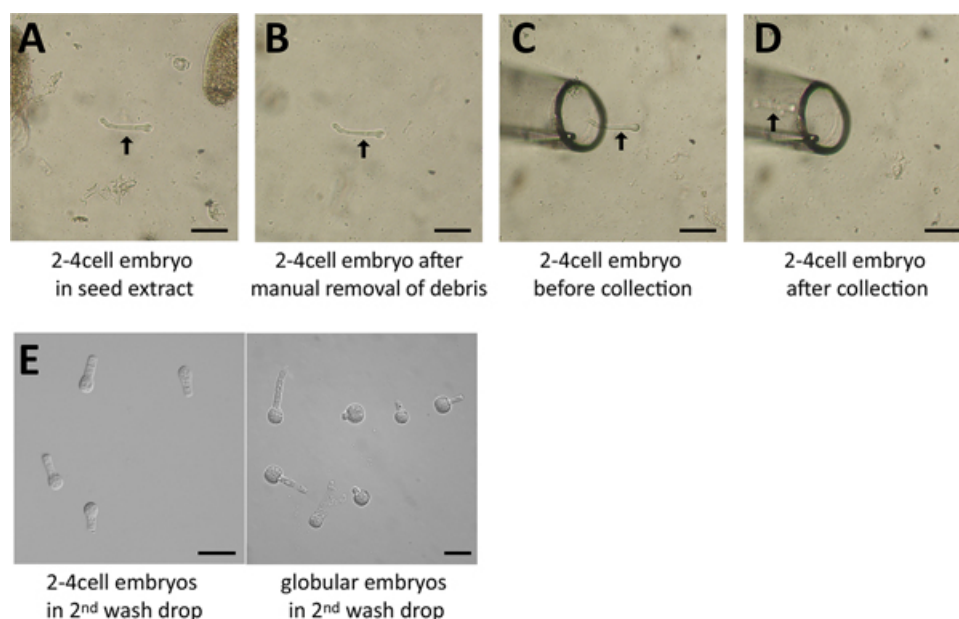 A
B
C
D
2-4cell embryo
in seed extract
2-4cell embryo after
manual removal of debris
2-4cell embryo
before collection
2-4cell embryo
after collection
E
2-4cell embryos
in 2nd wash drop
globular embryos
in 2nd wash drop